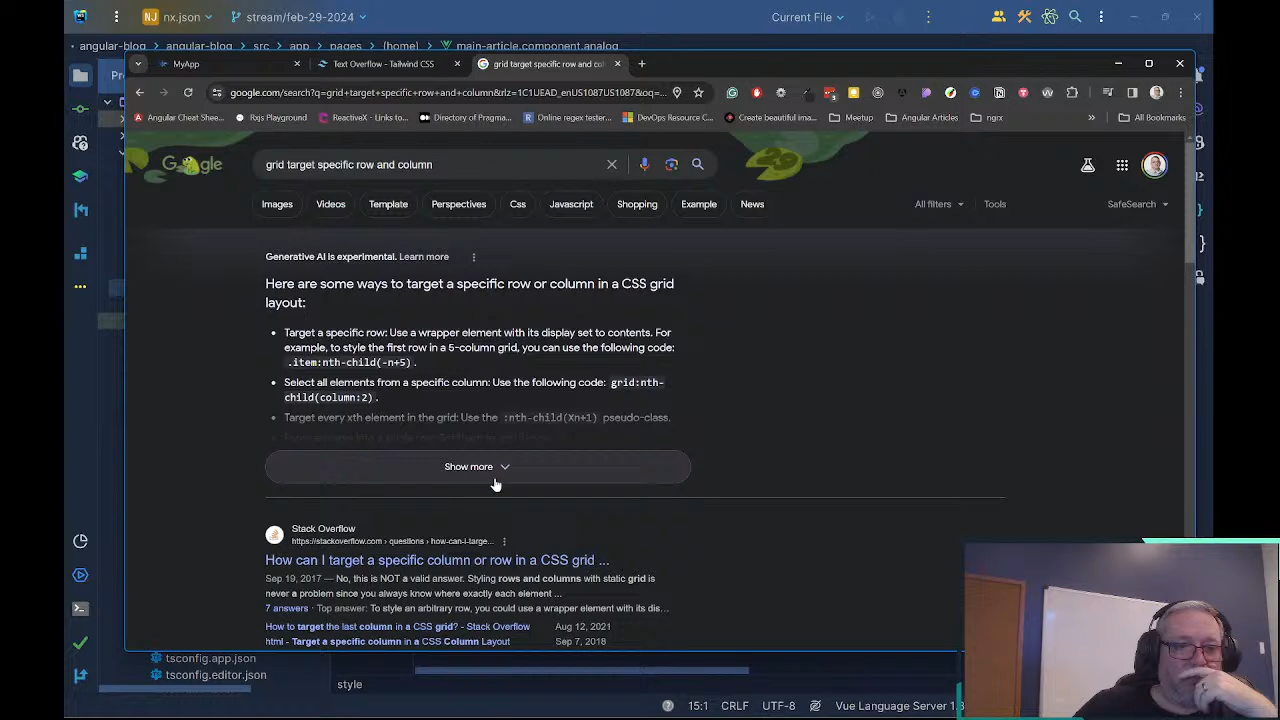 nx.json
stream/feb-29-2024
Current File
angular-blog
angular-blog
src
app
pages
(home)
main-article.component.analog
MyApp
Text Overflow - Tailwind CSS
grid target specific row and co
google.com/search?q=grid+target+specific+row+and+column&rlz=1C1UEAD_enUS1087US1087&oq=...
Angular Cheat Shee...
Rxjs Playground
ReactiveX - Links to...
Directory of Pragma...
Online regex tester...
DevOps Resource C...
Create beautiful ima...
Meetup
Angular Articles
ngrx
»
All Bookmarks
Google
grid target specific row and column
29
Images
Videos
Template
Perspectives
Css
Javascript
Shopping
Example
News
All filters
Tools
SafeSearch
Generative AI is experimental. Learn more
Here are some ways to target a specific row or column in a CSS grid
layout:
• Target a specific row: Use a wrapper element with its display set to contents. For
example, to style the first row in a 5-column grid, you can use the following code:
.item:nth-child(-n+5).
• Select all elements from a specific column: Use the following code: grid:nth-
child(column:2).
• Target every xth element in the grid: Use the :nth-child(Xn+1) pseudo-class.
Show more
Stack Overflow
https://stackoverflow.com › questions › how-can-i-targe...
How can I target a specific column or row in a CSS grid ...
Sep 19, 2017 — No, this is NOT a valid answer. Styling rows and columns with static grid is
never a problem since you always know where exactly each element ...
7 answers · Top answer: To style an arbitrary row, you could use a wrapper element with its dis...
How to target the last column in a CSS grid? - Stack Overflow
Aug 12, 2021
html - Target a specific column in a CSS Column Layout
Sep 7, 2018
tsconfig.app.json
tsconfig.editor.json
style
15:1
CRLF
UTF-8
Vue Language Server